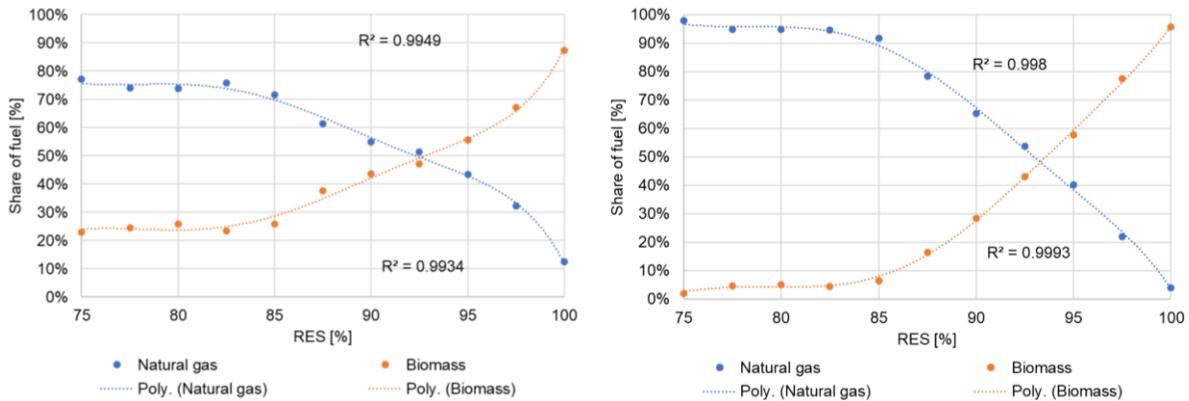 100%
90%
80%
70%
60%
50%
40%
30%
20%
10%
0%
Share of fuel [%]
R² = 0.9949
R² = 0.9934
75 80 85 90 95 100
RES [%]
Natural gas Biomass
Poly. (Natural gas) Poly. (Biomass)
100%
90%
80%
70%
60%
50%
40%
30%
20%
10%
0%
Share of fuel [%]
R² = 0.998
R² = 0.9993
75 80 85 90 95 100
RES [%]
Natural gas Biomass
Poly. (Natural gas) Poly. (Biomass)